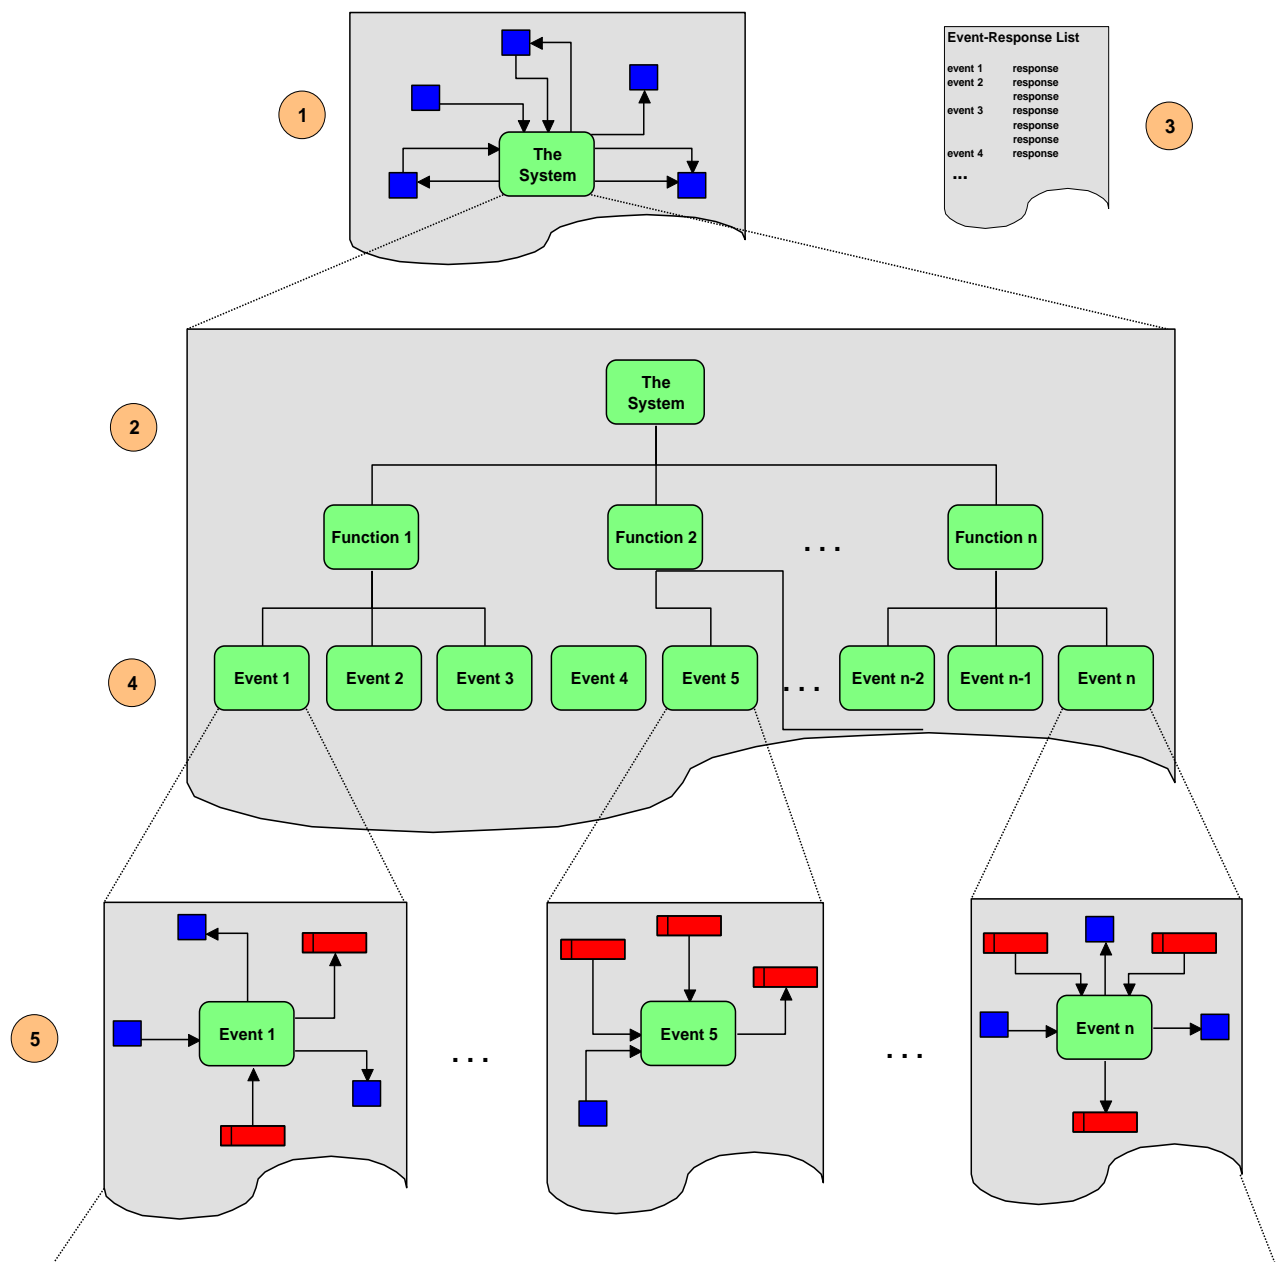 1
The
System
Event-Response List
event 1 response
event 2 response
response
event 3 response
response
response
event 4 response
...
3
2
The
System
Function 1
Function 2
. . .
Function n
4
Event 1
Event 2
Event 3
Event 4
Event 5
. . .
Event n-2
Event n-1
Event n
5
Event 1
. . .
Event 5
. . .
Event n